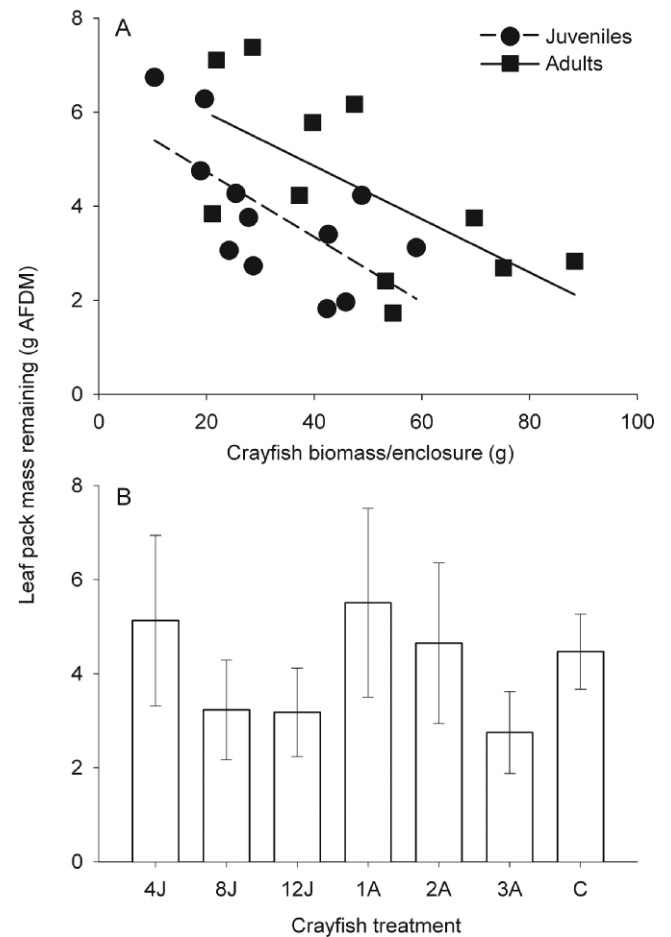 A
Juveniles
Adults
8
6
4
2
0
0 20 40 60 80 100
Crayfish biomass/enclosure (g)
Leaf pack mass remaining (g AFDM)
B
8
6
4
2
0
4J 8J 12J 1A 2A 3A C
Crayfish treatment